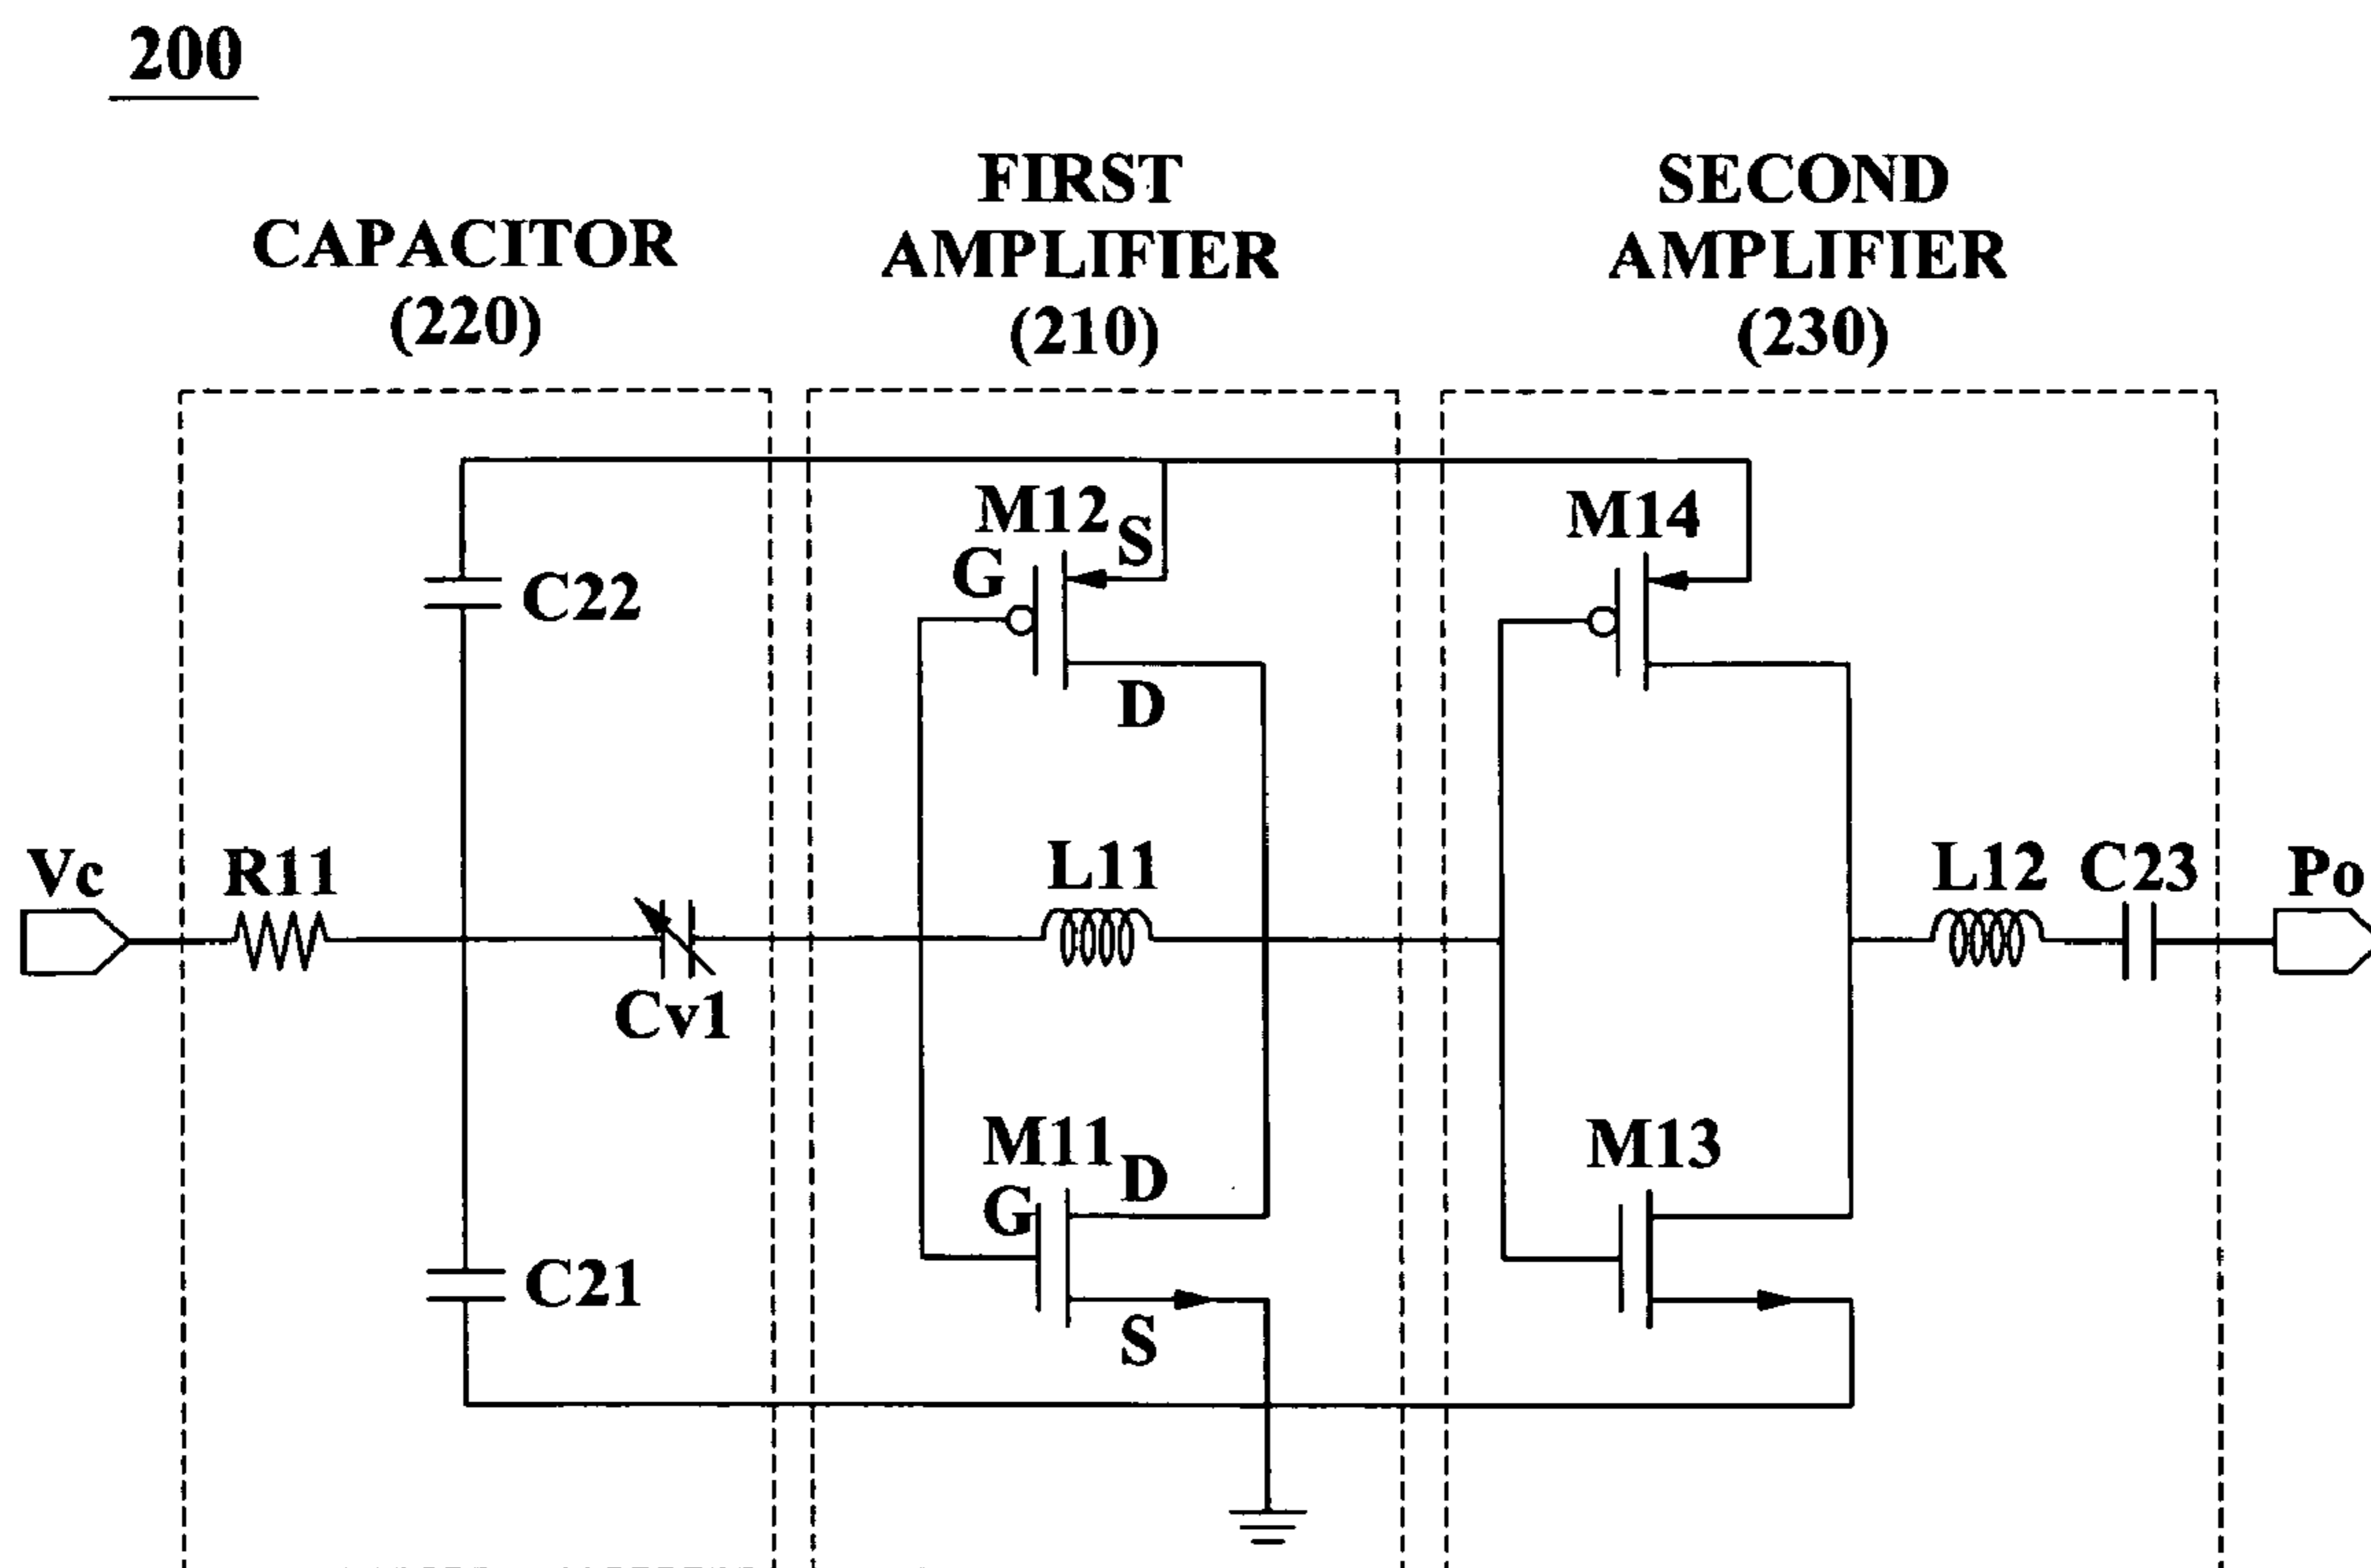 200
CAPACITOR
(220)
FIRST
AMPLIFIER
(210)
SECOND
AMPLIFIER
(230)
M12
S
G
D
C22
M14
Vc
R11
Cv1
L11
L12
C23
Po
M11
D
G
S
C21
M13